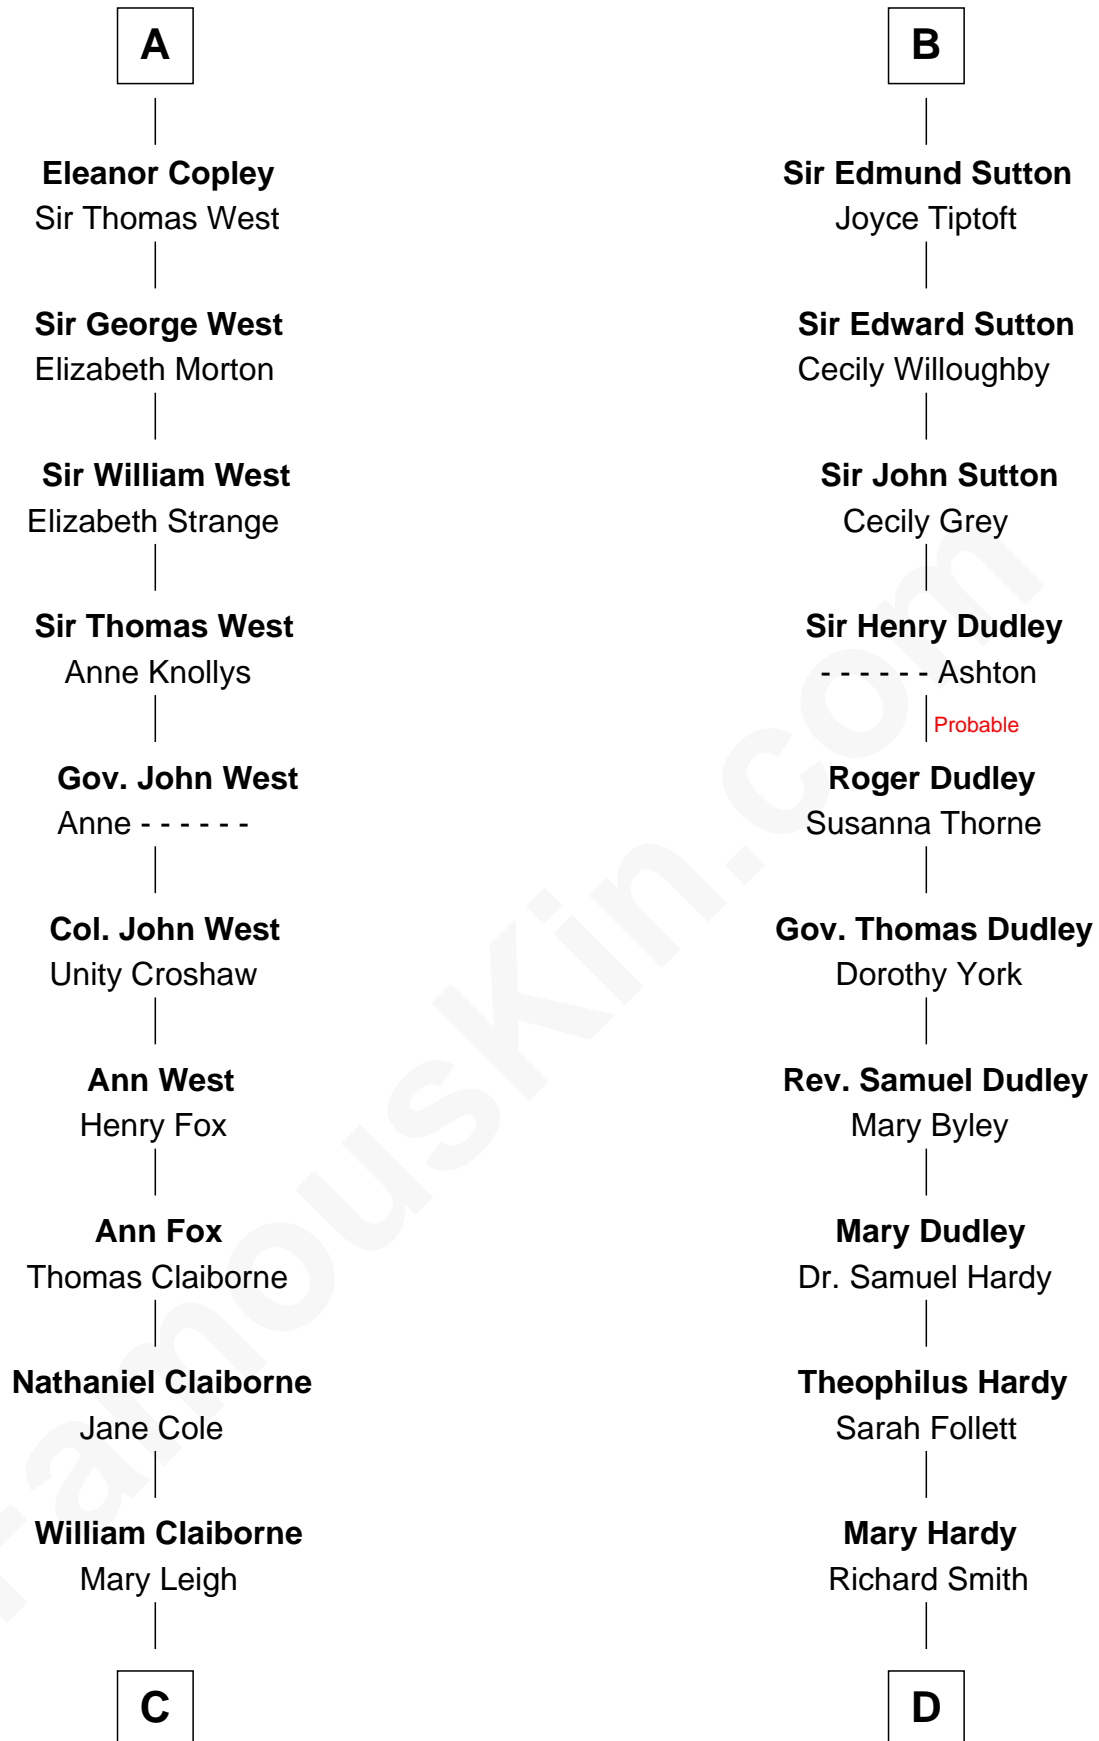 A
Eleanor Copley
Sir Thomas West
Sir George West
Elizabeth Morton
Sir William West
Elizabeth Strange
Sir Thomas West
Anne Knollys
Gov. John West
Anne - - - - - -
Col. John West
Unity Croshaw
Ann West
Henry Fox
Ann Fox
Thomas Claiborne
Nathaniel Claiborne
Jane Cole
William Claiborne
Mary Leigh
C
B
Sir Edmund Sutton
Joyce Tiptoft
Sir Edward Sutton
Cecily Willoughby
Sir John Sutton
Cecily Grey
Sir Henry Dudley
- - - - - - Ashton
Probable
Roger Dudley
Susanna Thorne
Gov. Thomas Dudley
Dorothy York
Rev. Samuel Dudley
Mary Byley
Mary Dudley
Dr. Samuel Hardy
Theophilus Hardy
Sarah Follett
Mary Hardy
Richard Smith
D
FamousKin.com